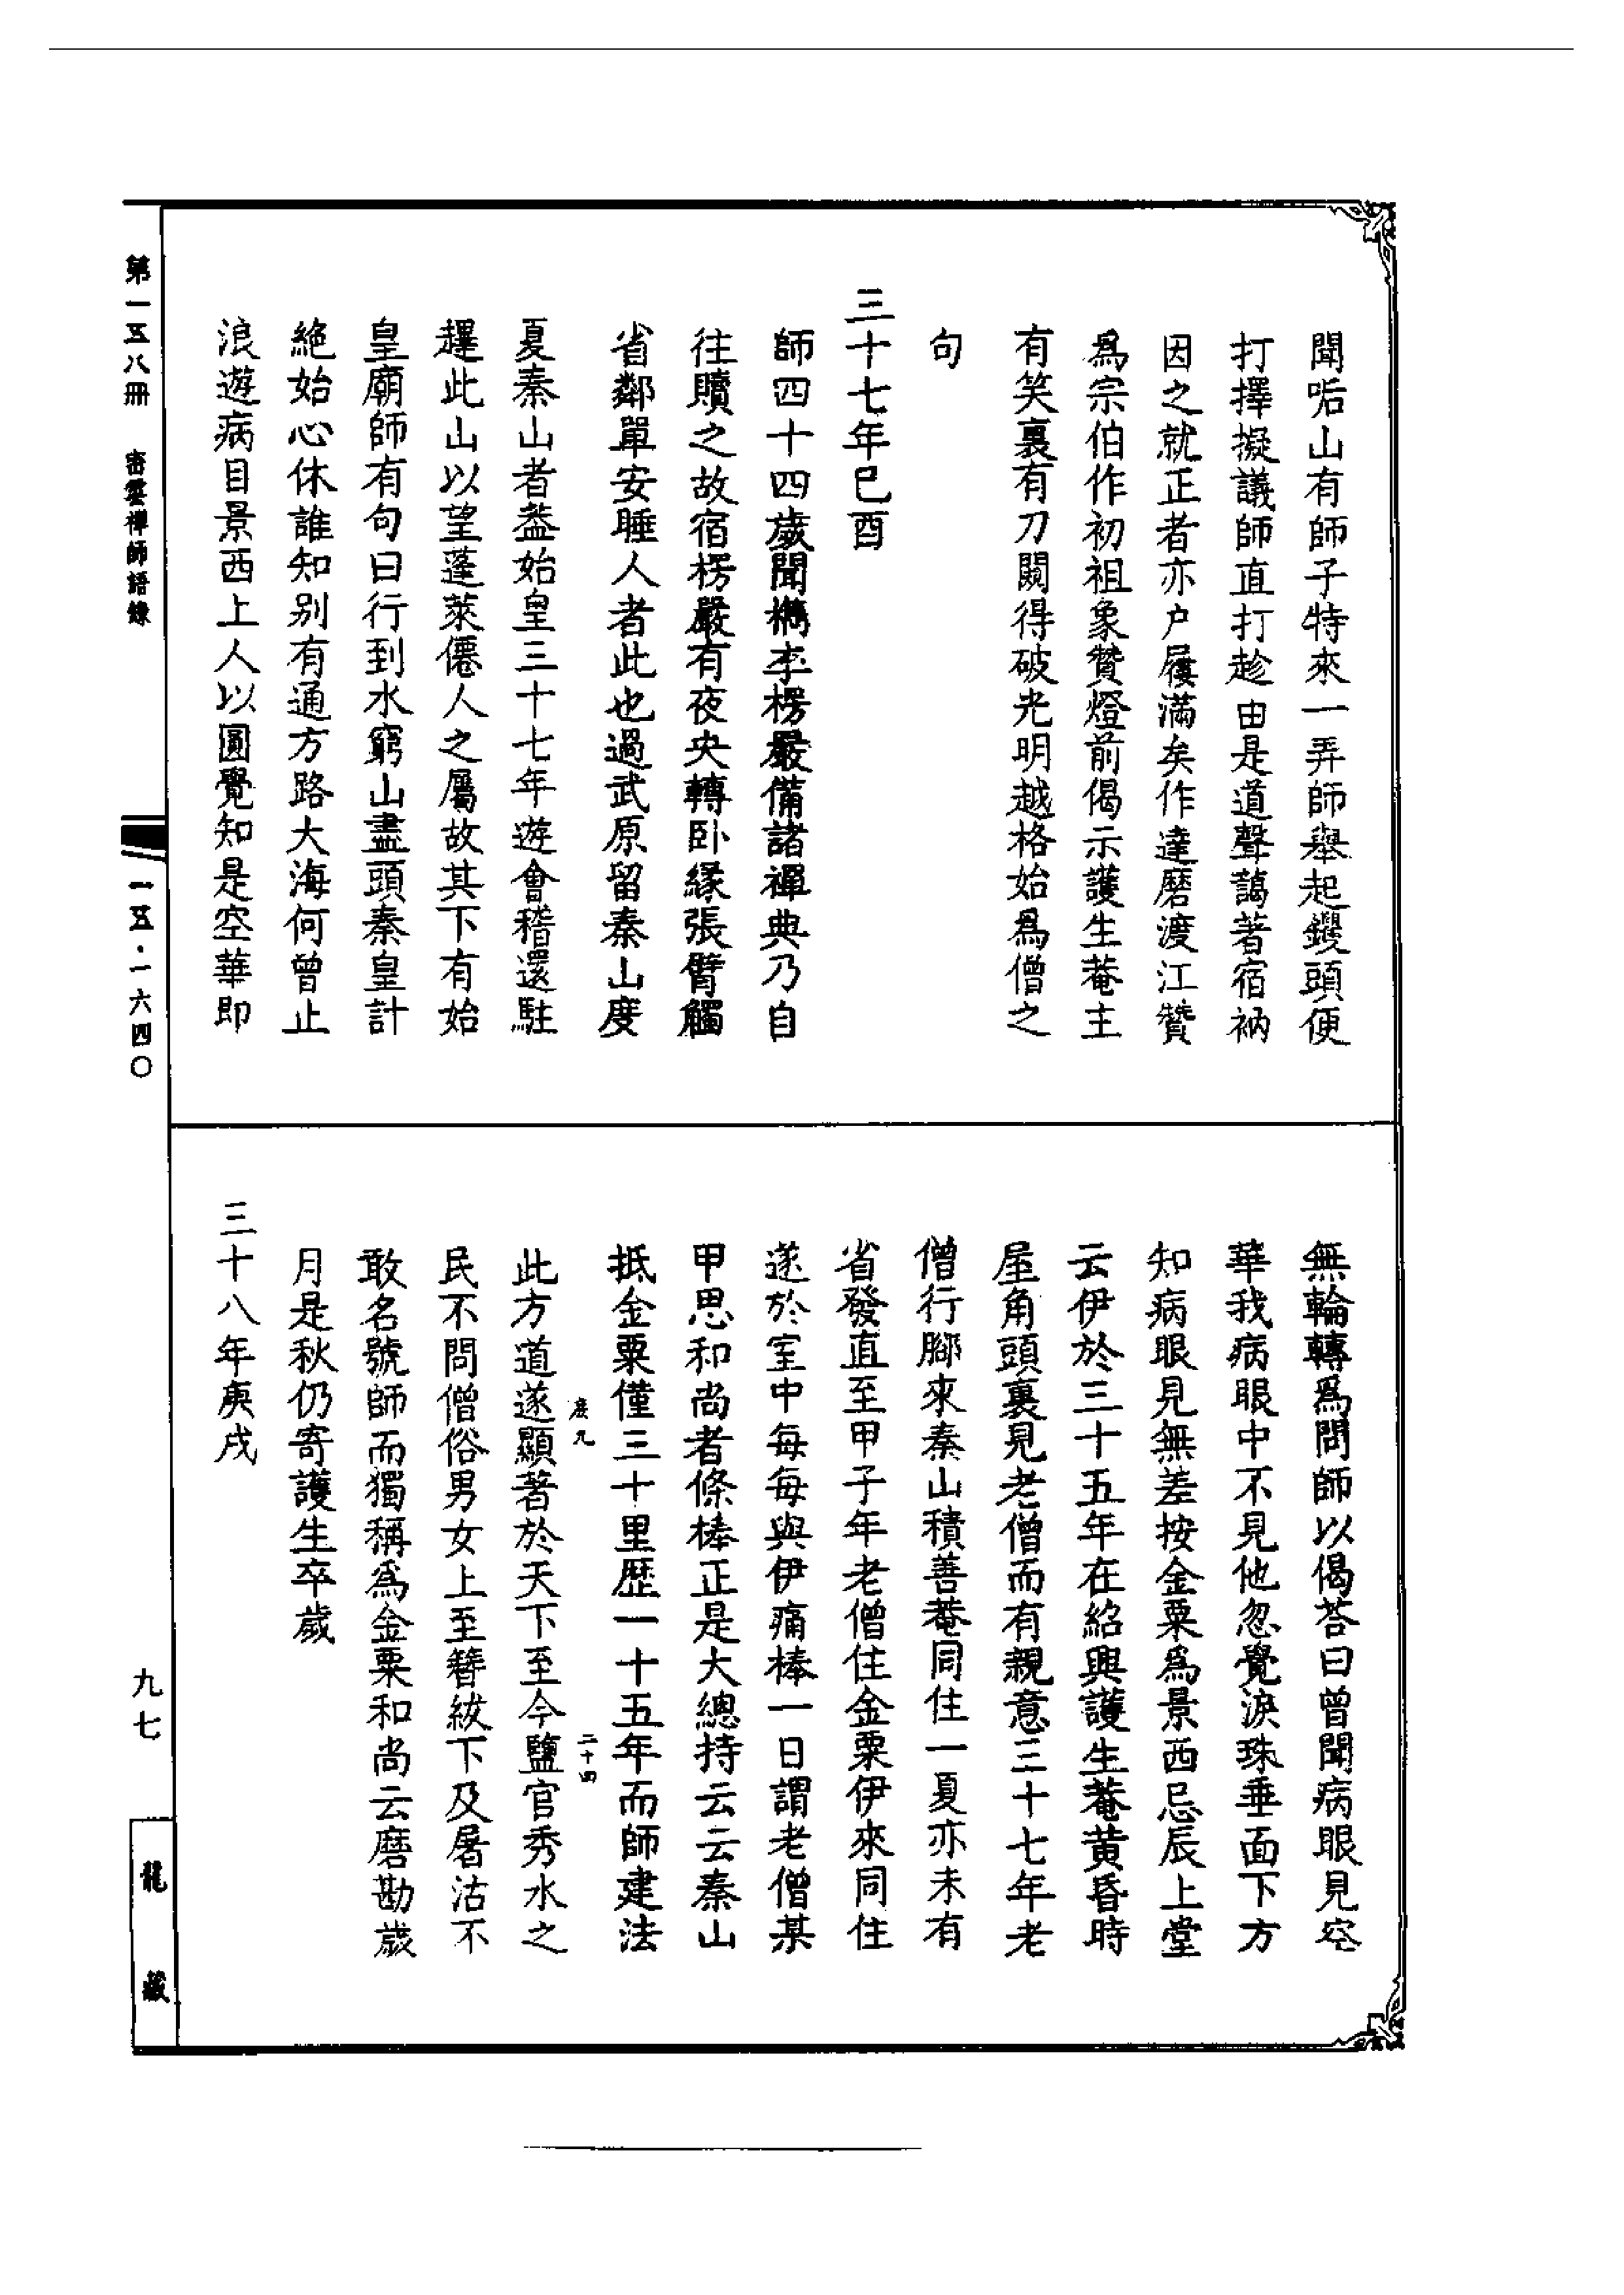 聞㖃山有師子特來一弄師舉起钁頭便
打擇擬議師直打打趁由是道聲藹著宿衲
因之就正者亦户屨滿矣作達磨渡江贊
爲宗伯作初祖象贊燈前偈示護生菴主
有笑裏有刀闕得破光明越格始爲僧之
句
三十七年巳酉
師四十四歲聞檇李楞嚴備諸禪典乃自
往贖之故宿楞嚴有夜央轉卧緣張臂觸
省鄰單安睡人者此也過武原留秦山度
夏秦山者葢始皇三十七年遊會稽還駐
趯此山以望蓬萊僊人之屬故其下有始
皇廟師有句曰行到水窮山盡頭秦皇計
絕始心休誰知别有通方路大海何曾止
浪遊病目景西上人以圓覺知是空華即
無輪轉爲問師以偈荅曰曾聞病眼見空
華我病眼中不見他忽覺淚珠垂面下方
知病眼見無差按金粟爲景西忌辰上堂
云伊於三十五年在紹興護生菴黄昏時
屋角頭裏見老僧而有親意三十七年老
僧行腳來秦山積善菴同住一夏亦未有
省發直至甲子年老僧住金粟伊來同住
遂於室中每每與伊痛棒一日謂老僧某
甲思和尚者條棒正是大總持云云秦山
抵金粟僅三十里歷一十五年而師建法
二十四
此方道遂顯著於天下至今鹽官秀水之
民不問僧俗男女上至簪紱下及屠沽不
敢名號師而獨稱爲金粟和尚云磨勘歲
月是秋仍寄護生卒歲
三十八年庚戌
第一五八冊 密雲禪師語錄
一五·一六四〇
九七
龍藏